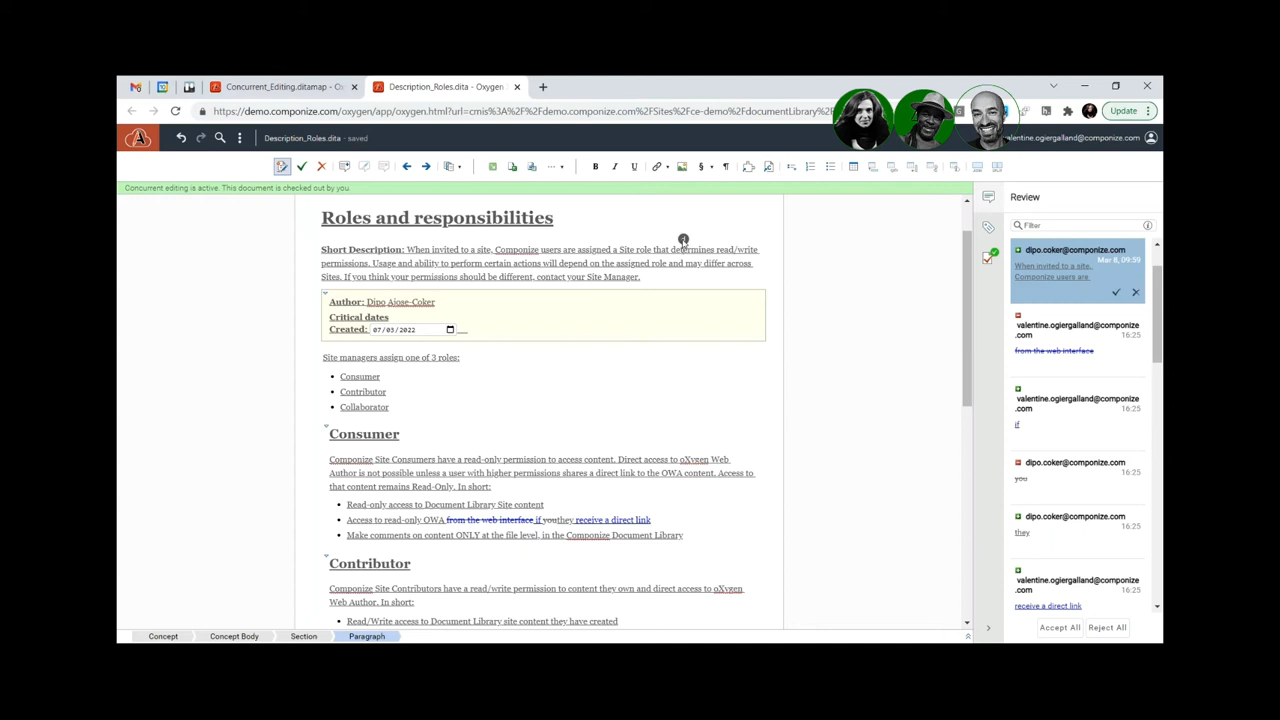 Concurrent_Editing.ditamap - Ox
Description_Roles.dita - Oxygen
https://demo.componize.com/oxygen/app/oxygen.html?url=cmis%3A%2F%2Fdemo.componize.com%2FSites%2Fce-demo%2FdocumentLibrary%
Update
Description_Roles.dita - saved
valentine.ogiergalland@componize.com
Concurrent editing is active. This document is checked out by you.
Roles and responsibilities
Short Description: When invited to a site, Componize users are assigned a Site role that determines read/write
permissions. Usage and ability to perform certain actions will depend on the assigned role and may differ across
Sites. If you think your permissions should be different, contact your Site Manager.
Author: Dipo Ajose-Coker
Critical dates
Created: 07/03/2022
Site managers assign one of 3 roles:
Consumer
Contributor
Collaborator
Consumer
Componize Site Consumers have a read-only permission to access content. Direct access to oXygen Web
Author is not possible unless a user with higher permissions shares a direct link to the OWA content. Access to
that content remains Read-Only. In short:
Read-only access to Document Library Site content
Access to read-only OWA from the web interface if youthey receive a direct link
Make comments on content ONLY at the file level, in the Componize Document Library
Contributor
Componize Site Contributors have a read/write permission to content they own and direct access to oXygen
Web Author. In short:
Read/Write access to Document Library site content they have created
Concept
Concept Body
Section
Paragraph
Review
Filter
dipo.coker@componize.com
Mar 8, 09:59
When invited to a site,
Componize users are
valentine.ogiergalland@componize
.com
16:25
from the web interface
valentine.ogiergalland@componize
.com
16:25
if
dipo.coker@componize.com
16:25
you
dipo.coker@componize.com
16:25
they
valentine.ogiergalland@componize
.com
16:25
receive a direct link
Accept All
Reject All